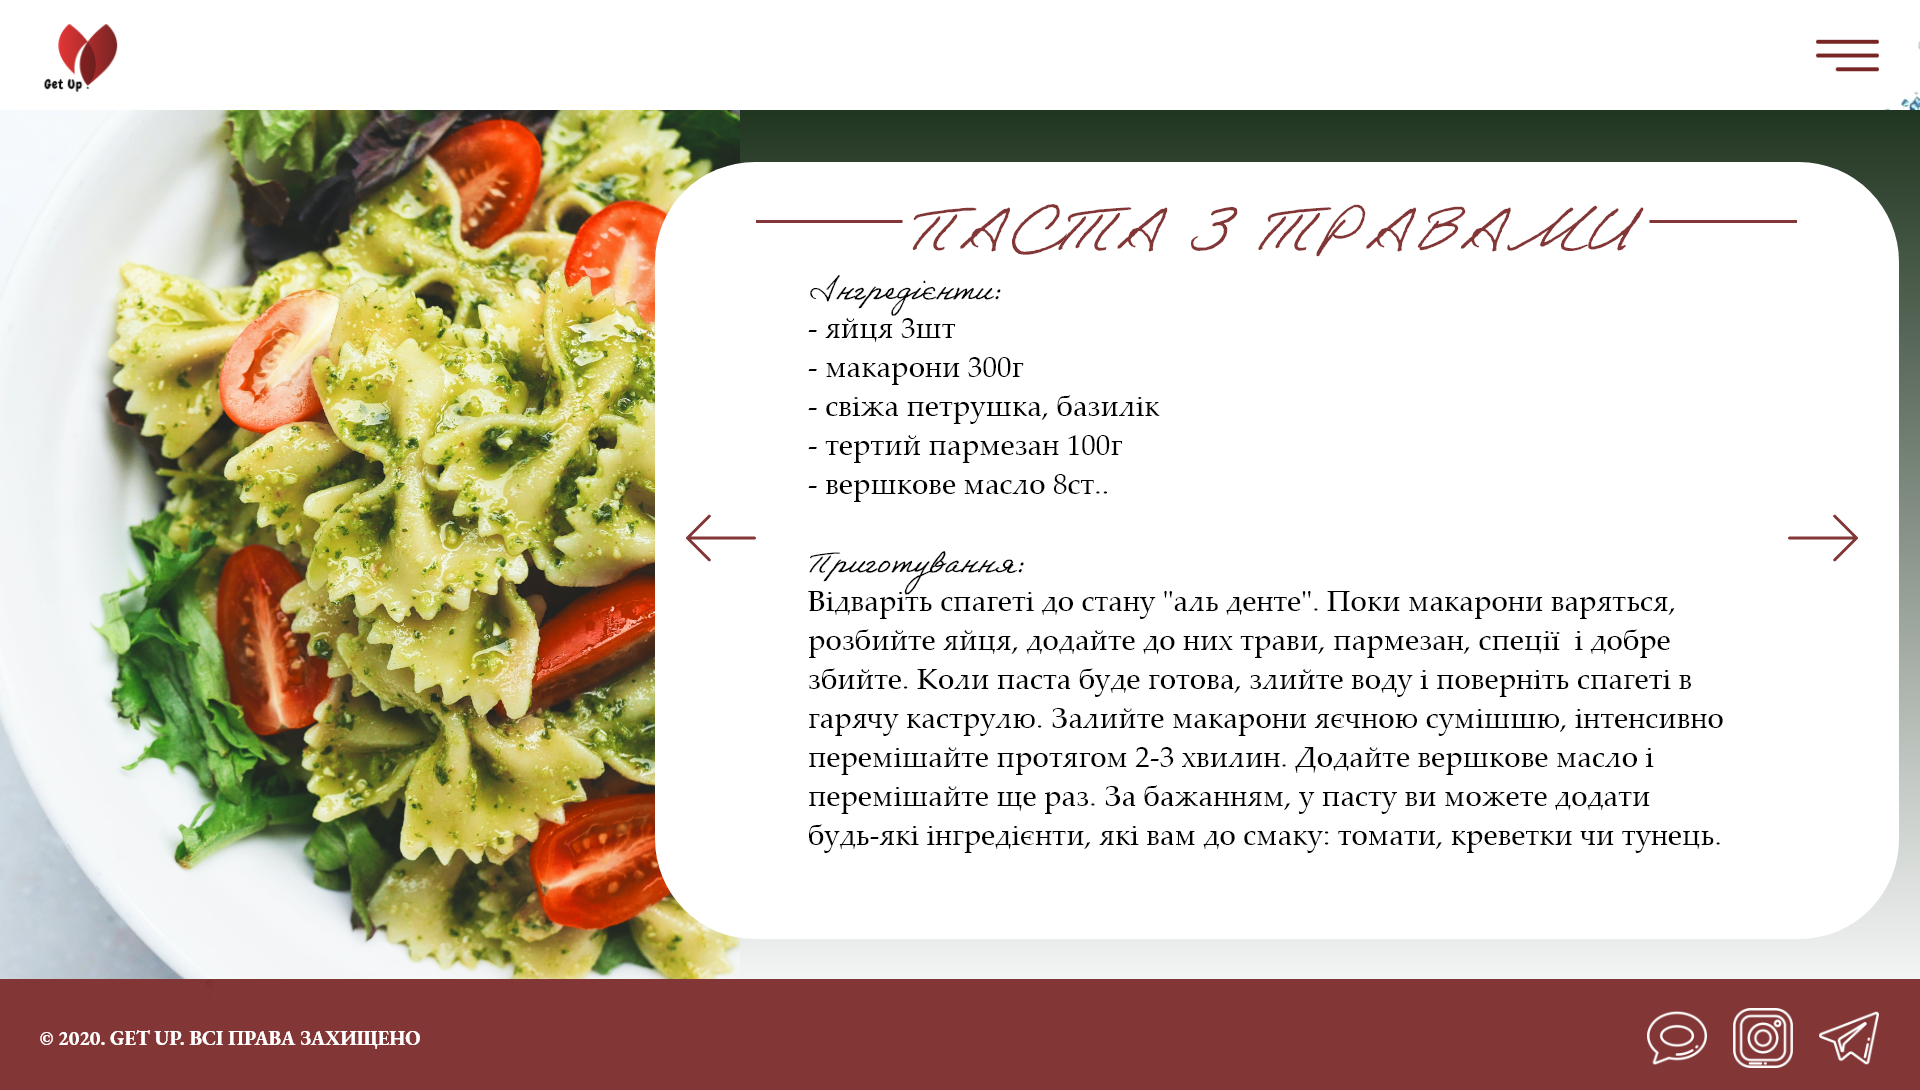 Get Up
ПАСТА З ТРАВАМИ
Інгредієнти:
- яйця 3шт
- макарони 300г
- свіжа петрушка, базилік
- тертий пармезан 100г
- вершкове масло 8ст..
Приготування:
Відваріть спагеті до стану "аль денте". Поки макарони варяться,
розбийте яйця, додайте до них трави, пармезан, спеції  і добре
збийте. Коли паста буде готова, злийте воду і поверніть спагеті в
гарячу каструлю. Залийте макарони яєчною сумішшю, інтенсивно
перемішайте протягом 2-3 хвилин. Додайте вершкове масло і
перемішайте ще раз. За бажанням, у пасту ви можете додати
будь-які інгредієнти, які вам до смаку: томати, креветки чи тунець.
© 2020. GET UP. ВСІ ПРАВА ЗАХИЩЕНО